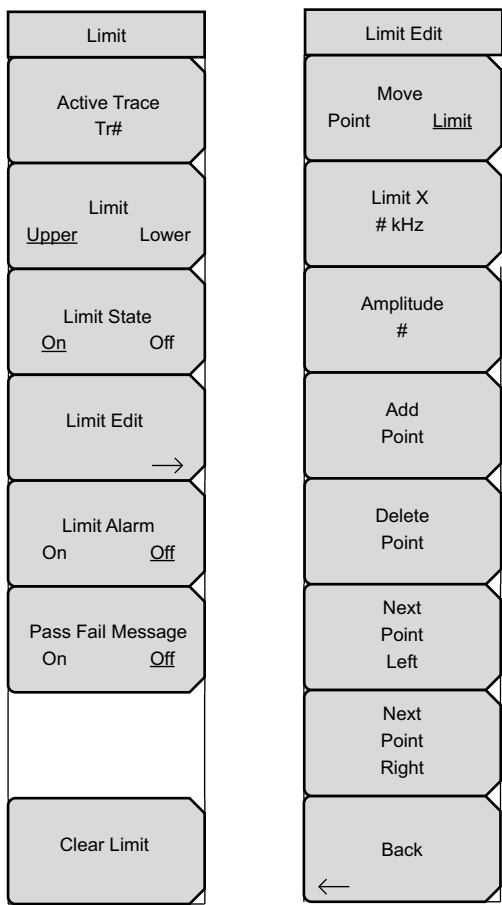 Limit
Active Trace
Tr#
Limit
Upper Lower
Limit State
On Off
Limit Edit
Limit Alarm
On Off
Pass Fail Message
On Off
Clear Limit
Limit Edit
Move
Point Limit
Limit X
# kHz
Amplitude
#
Add
Point
Delete
Point
Next
Point
Left
Next
Point
Right
Back